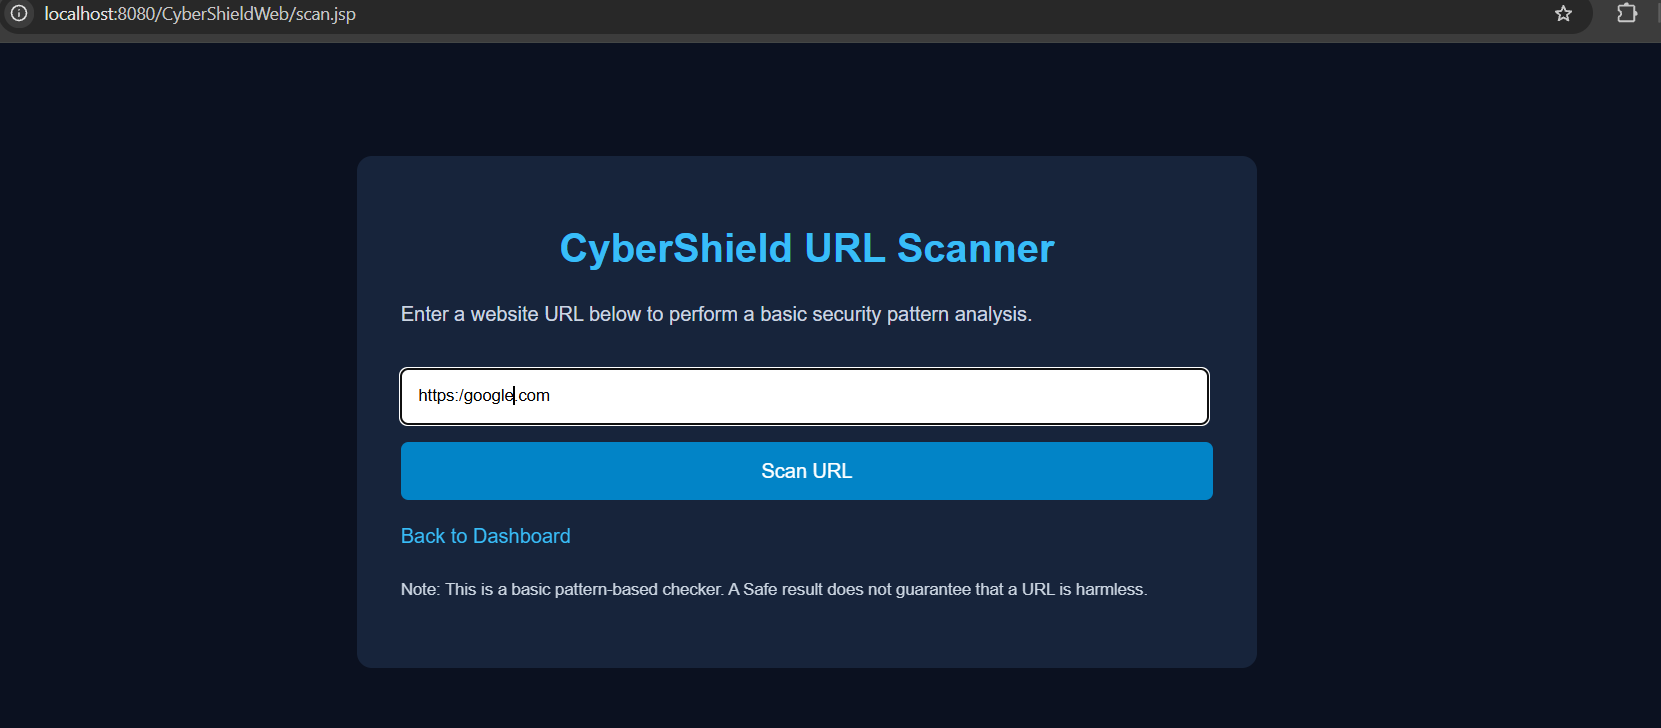 localhost:8080/CyberShieldWeb/scan.jsp
CyberShield URL Scanner
Enter a website URL below to perform a basic security pattern analysis.
https:/google.com
Scan URL
Back to Dashboard
Note: This is a basic pattern-based checker. A Safe result does not guarantee that a URL is harmless.